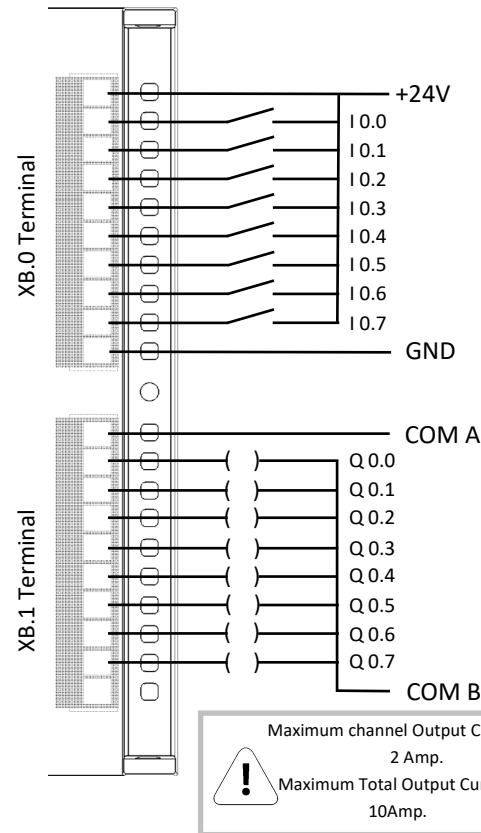 XB.0 Terminal
+24V
I 0.0
I 0.1
I 0.2
I 0.3
I 0.4
I 0.5
I 0.6
I 0.7
GND
XB.1 Terminal
COM A
Q 0.0
Q 0.1
Q 0.2
Q 0.3
Q 0.4
Q 0.5
Q 0.6
Q 0.7
COM B
Maximum channel Output
2 Amp.
Maximum Total Output
10Amp.